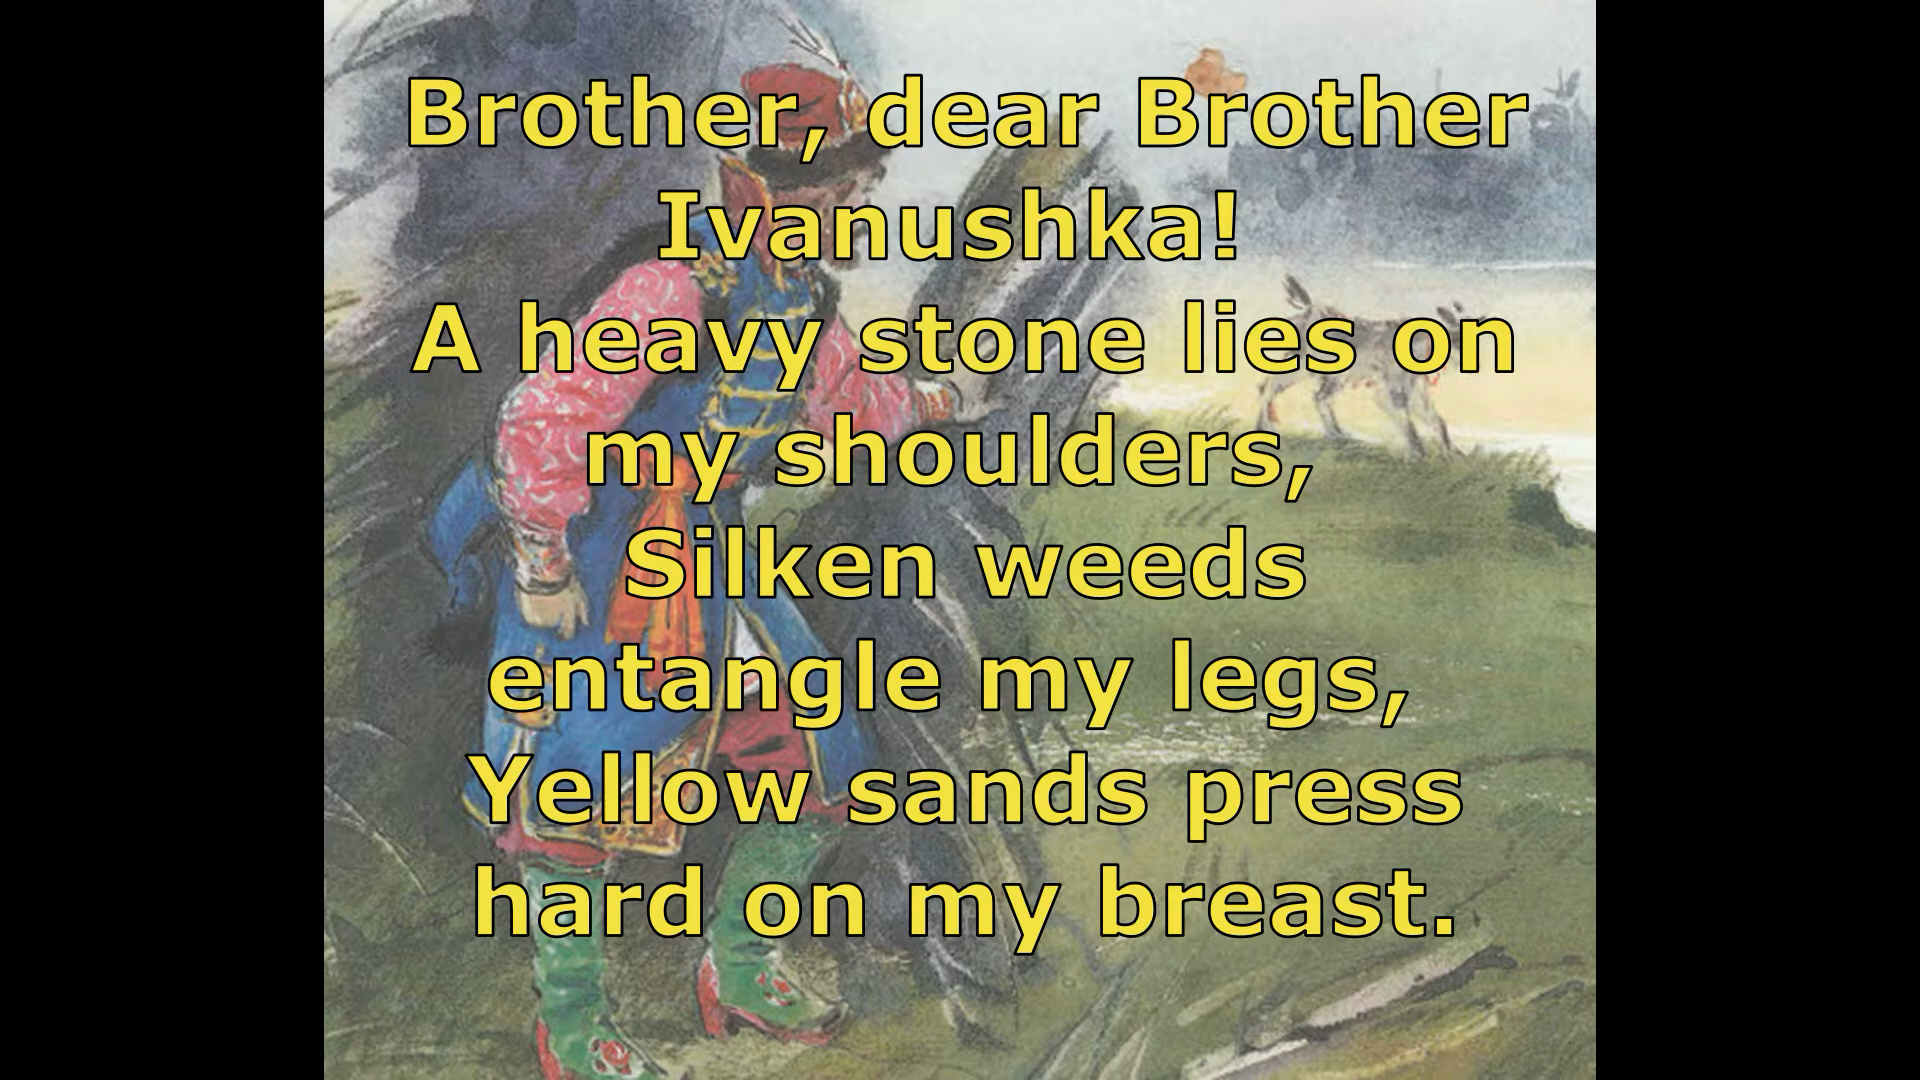 Brother, dear Brother
Ivanushka!
A heavy stone lies on
my shoulders,
Silken weeds
entangle my legs,
Yellow sands press
hard on my breast.